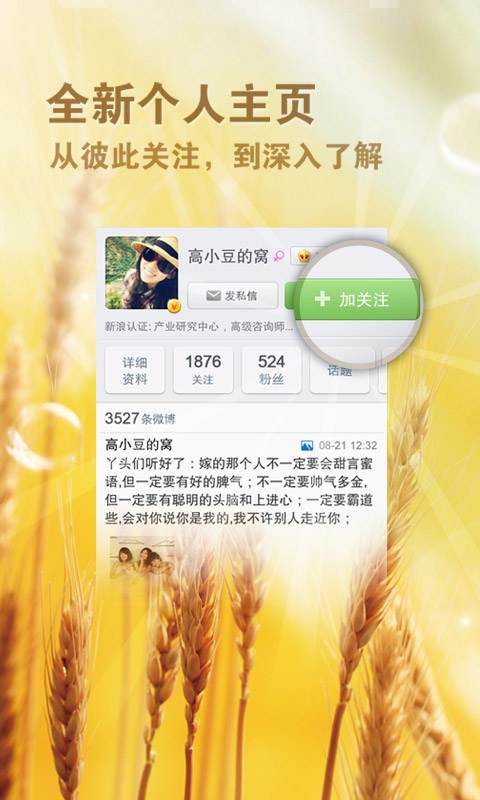 全新个人主页
从彼此关注，到深入了解
高小豆的窝
发私信
加关注
新浪认证: 产业研究中心，高级咨询师...
详细
资料
1876
关注
524
粉丝
话题
3527条微博
高小豆的窝
08-21 12:32
丫头们听好了：嫁的那个人不一定要会甜言蜜
语,但一定要有好的脾气；不一定要帅气多金,
但一定要有聪明的头脑和上进心；一定要霸道
些,会对你说你是我的,我不许别人走近你；